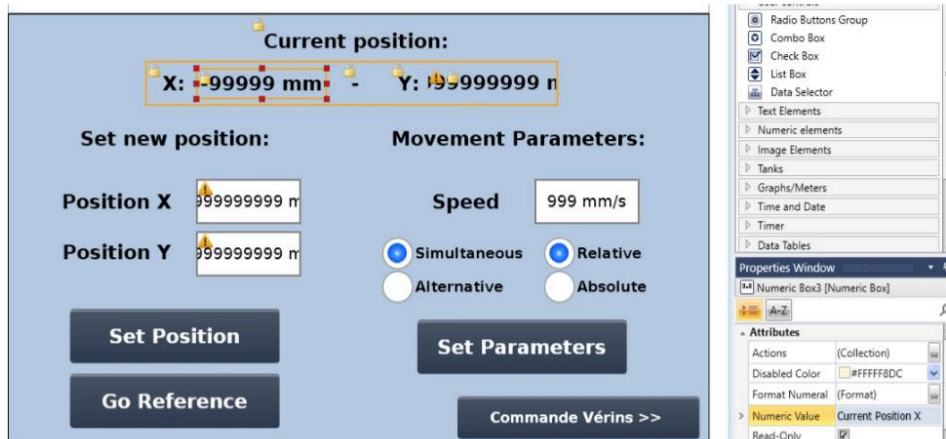 Current position:
X: -99999 mm - Y: 999999999 m
Set new position:
Movement Parameters:
Position X 999999999 m
Speed 999 mm/s
Position Y 999999999 m
Simultaneous
Relative
Alternative
Absolute
Set Position
Set Parameters
Go Reference
Commande Vérins >>
Radio Buttons Group
Combo Box
Check Box
List Box
Data Selector
Text Elements
Numeric elements
Image Elements
Tanks
Graphs/Meters
Time and Date
Timer
Data Tables
Properties Window
Numeric Box3 [Numeric Box]
A-Z
Attributes
Actions (Collection)
Disabled Color #FFFFF8DC
Format Numeral (Format)
Numeric Value Current Position X
Read-Only